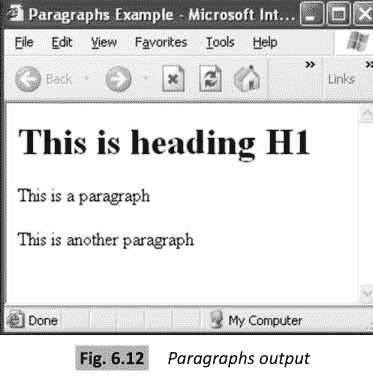 Paragraphs Example - Microsoft Int...
File Edit View Favorites Tools Help
Back » Links »
This is heading H1
This is a paragraph
This is another paragraph
Done My Computer
Fig. 6.12 Paragraphs output